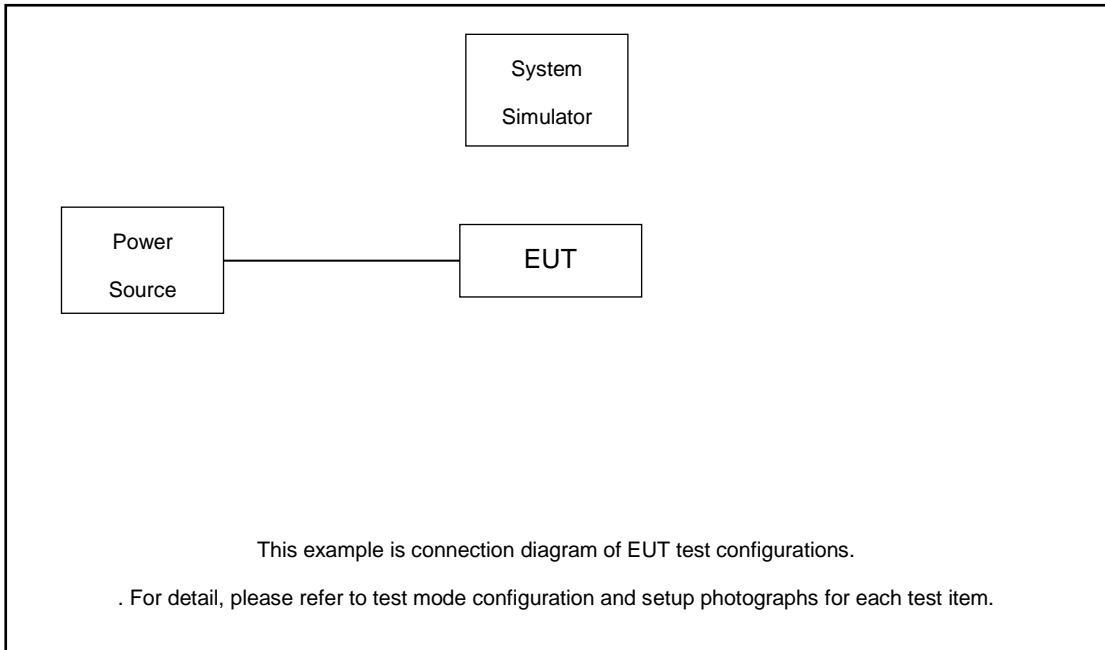 System
Simulator
Power
Source
EUT
This example is connection diagram of EUT test configurations.
. For detail, please refer to test mode configuration and setup photographs for each test item.